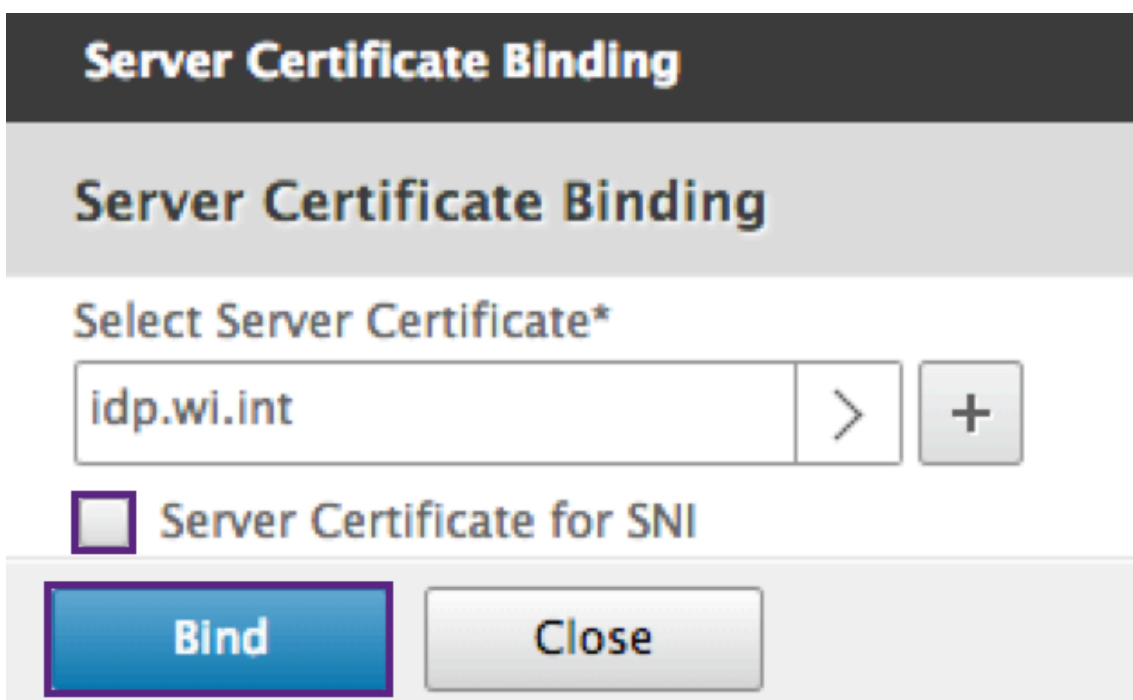 Server Certificate Binding
Server Certificate Binding
Select Server Certificate*
idp.wi.int > +
Server Certificate for SNI
Bind Close